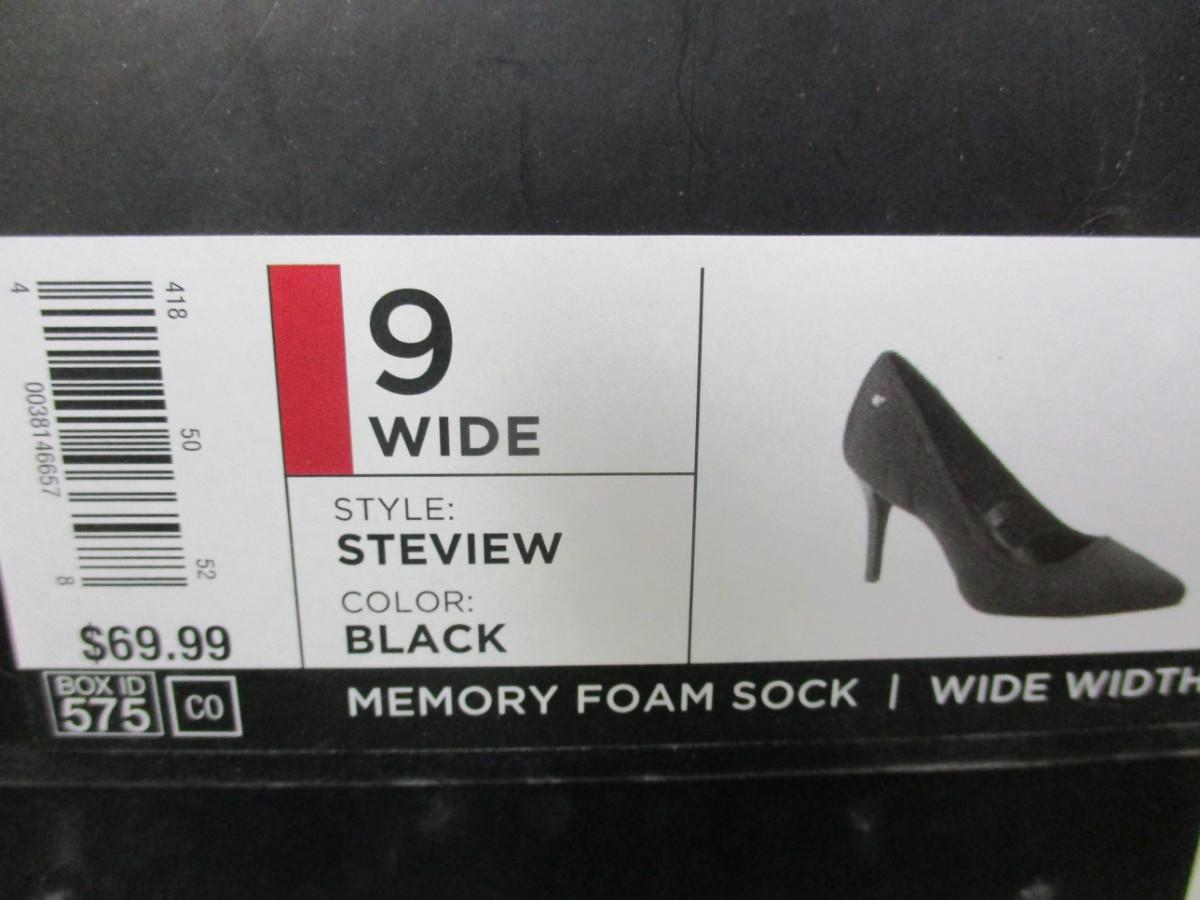 4
418
003814665 7
50
52
8
$69.99
9
WIDE
STYLE:
STEVIEW
COLOR:
BLACK
BOX ID
575
CO
MEMORY FOAM SOCK | WIDE WIDTH